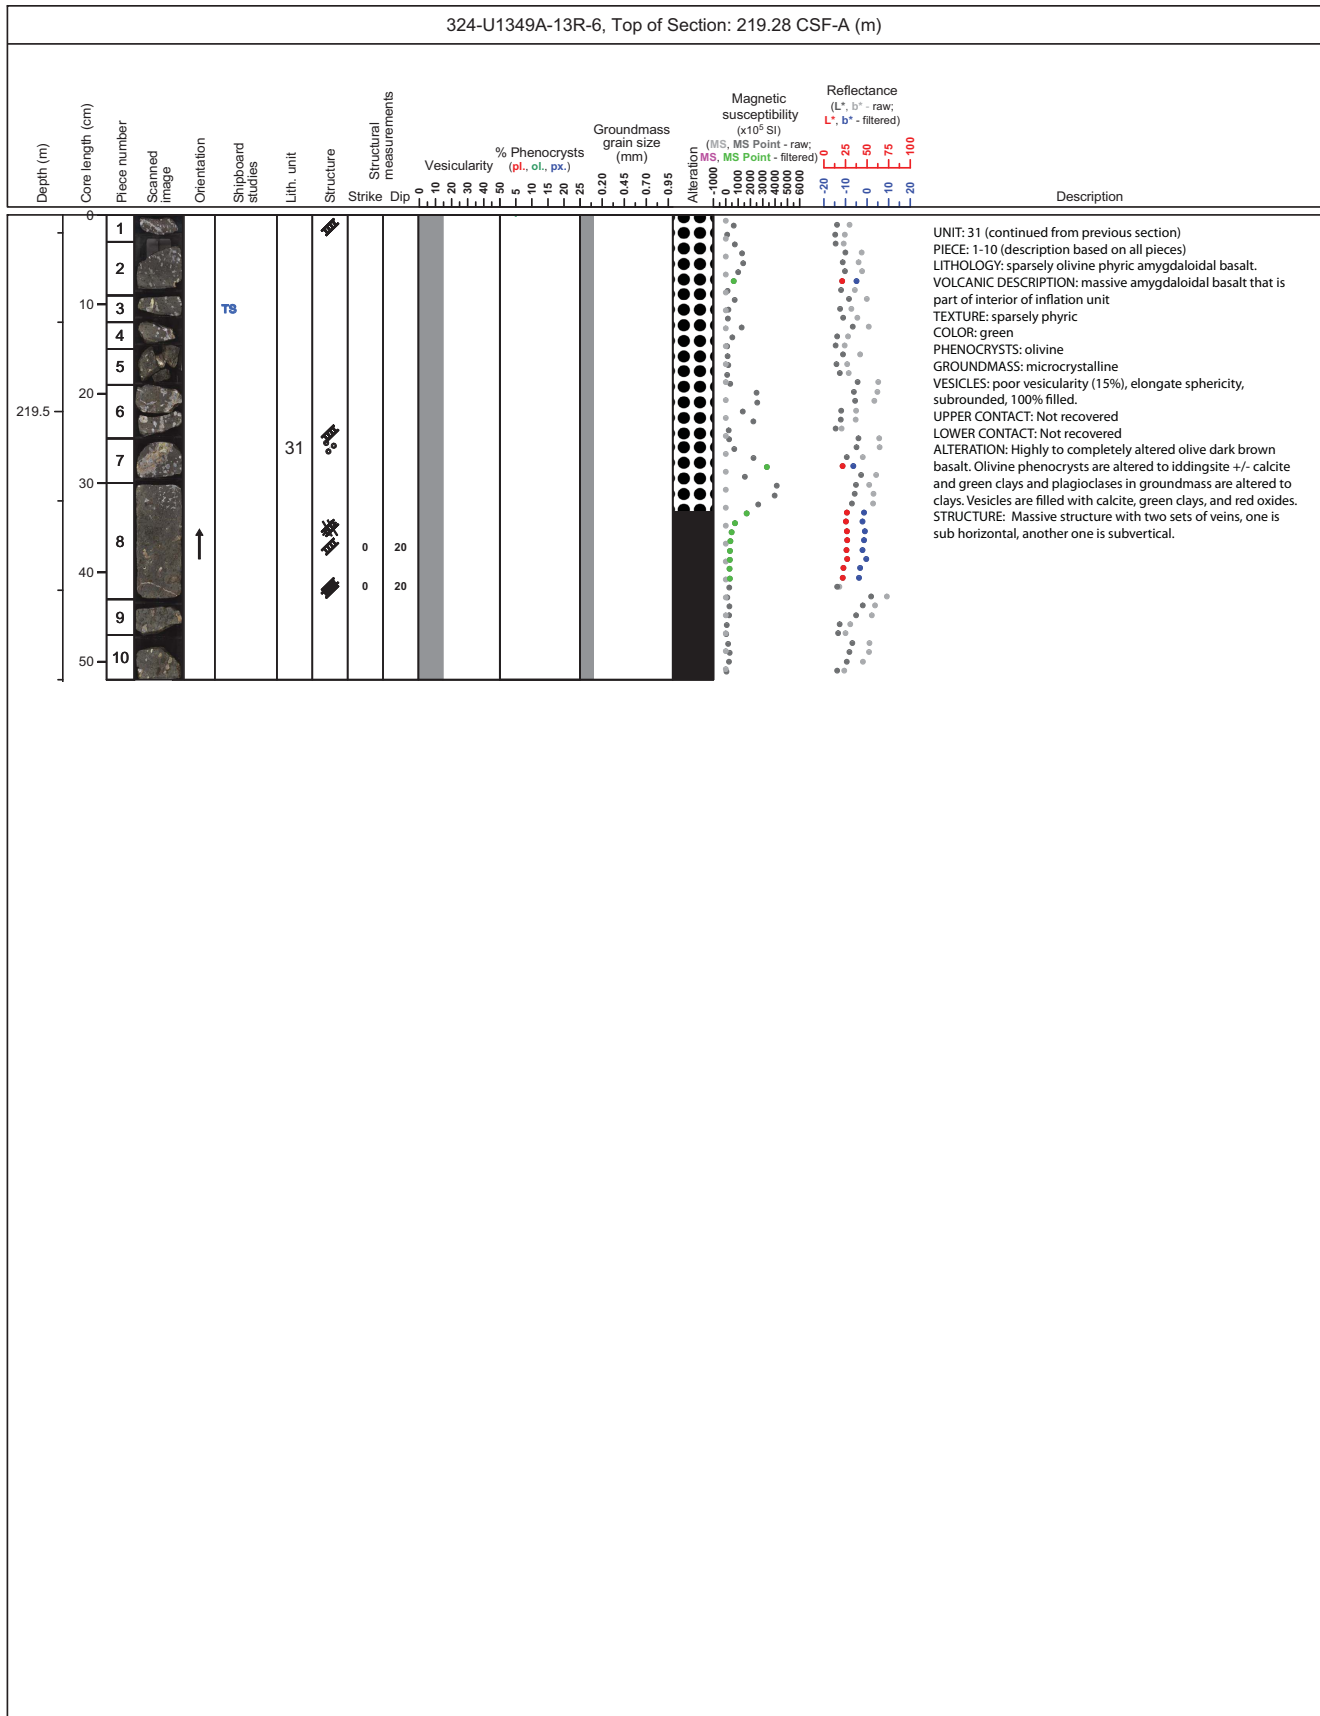 324-U1349A-13R-6, Top of Section: 219.28 CSF-A (m)
Depth (m)
Core length (cm)
Piece number
Scanned image
Orientation
Shipboard studies
Lith. unit
Structure
Structural measurements
Strike Dip
Vesicularity
0 10 20 30 40 50
% Phenocrysts
(pl., ol., px.)
5 10 15 20 25
Groundmass
grain size
(mm)
0.20 0.45 0.70 0.95
Alteration
Magnetic
susceptibility
(x10⁵ SI)
(MS, MS Point - raw;
MS, MS Point - filtered)
-1000 0 1000 2000 3000 4000 5000 6000
Reflectance
(L*, b* - raw;
L*, b* - filtered)
0 25 50 75 100
-20 -10 0 10 20
Description
0
1
2
10
3
TS
4
5
20
219.5
6
31
7
30
8
0 20
40
0 20
9
50
10
UNIT: 31 (continued from previous section)
PIECE: 1-10 (description based on all pieces)
LITHOLOGY: sparsely olivine phyric amygdaloidal basalt.
VOLCANIC DESCRIPTION: massive amygdaloidal basalt that is
part of interior of inflation unit
TEXTURE: sparsely phyric
COLOR: green
PHENOCRYSTS: olivine
GROUNDMASS: microcrystalline
VESICLES: poor vesicularity (15%), elongate sphericity,
subrounded, 100% filled.
UPPER CONTACT: Not recovered
LOWER CONTACT: Not recovered
ALTERATION: Highly to completely altered olive dark brown
basalt. Olivine phenocrysts are altered to iddingsite +/- calcite
and green clays and plagioclases in groundmass are altered to
clays. Vesicles are filled with calcite, green clays, and red oxides.
STRUCTURE: Massive structure with two sets of veins, one is
sub horizontal, another one is subvertical.